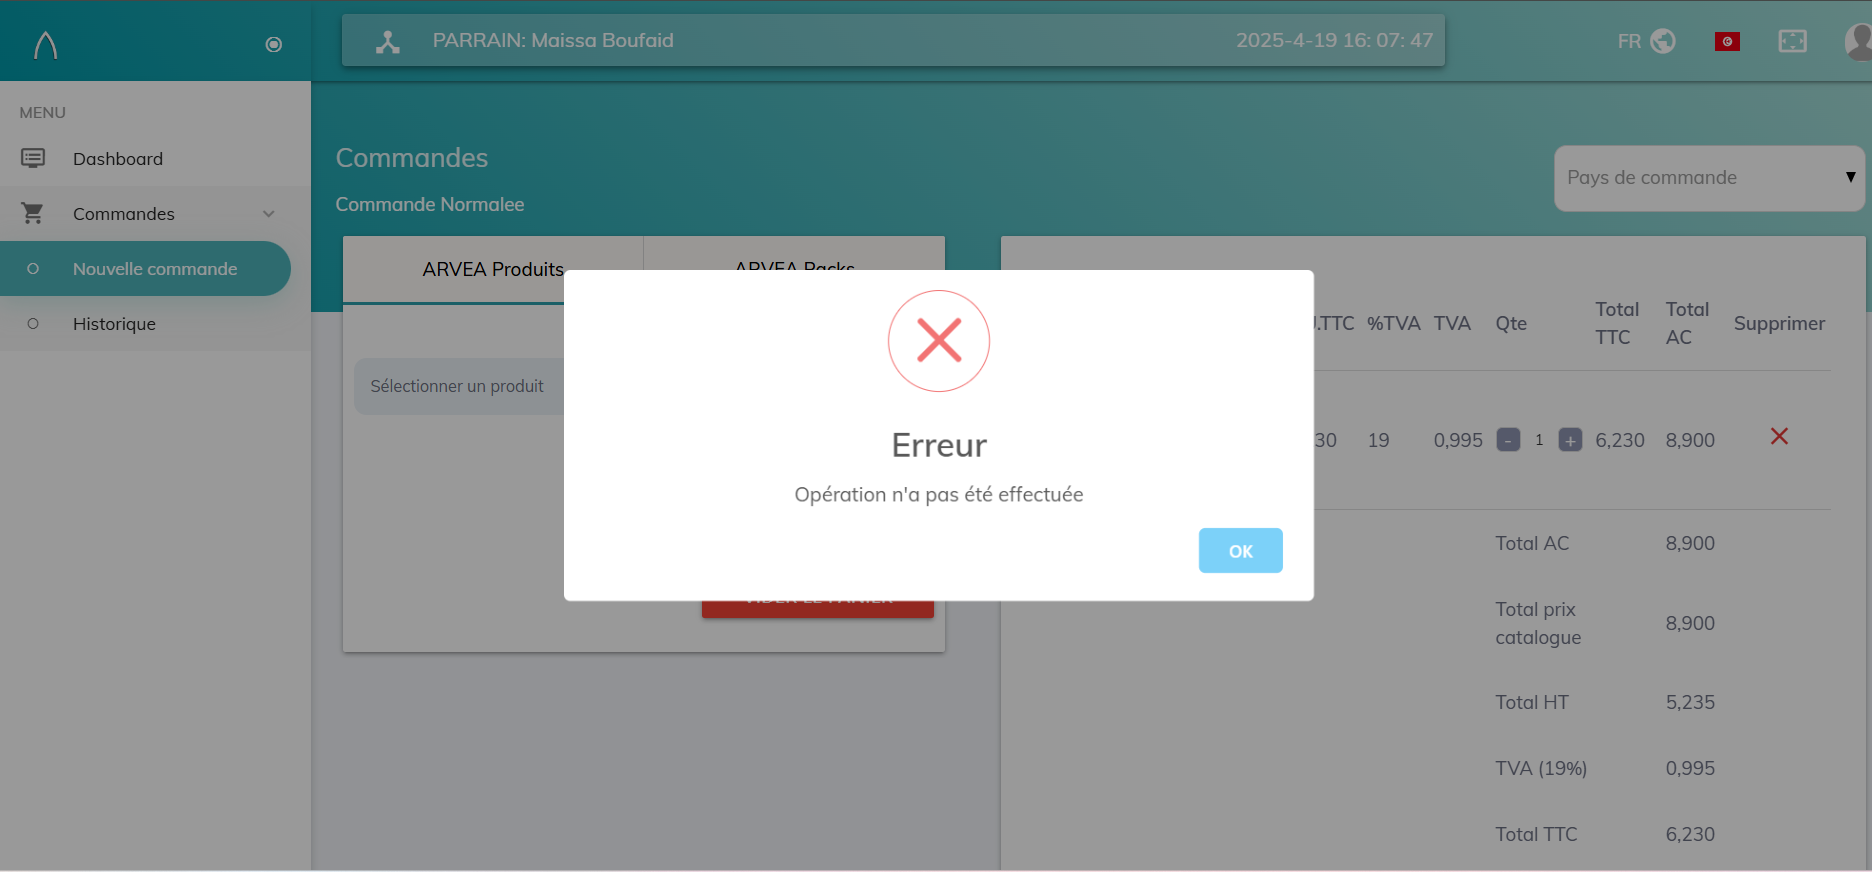 PARRAIN: Maissa Boufaid
2025-4-19 16: 07: 47
FR
MENU
Dashboard
Commandes
Nouvelle commande
Historique
Commandes
Commande Normalee
Pays de commande
ARVEA Produits
ARVEA Packs
Sélectionner un produit
VIDER LE PANIER
Erreur
Opération n'a pas été effectuée
OK
.TTC %TVA TVA Qte Total TTC Total AC Supprimer
30 19 0,995 - 1 + 6,230 8,900
Total AC 8,900
Total prix catalogue 8,900
Total HT 5,235
TVA (19%) 0,995
Total TTC 6,230